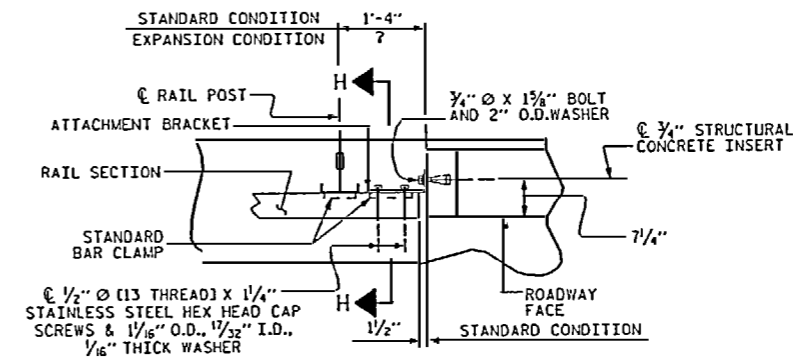 STANDARD CONDITION 1'-4"
EXPANSION CONDITION ?
H
℄ RAIL POST
ATTACHMENT BRACKET
RAIL SECTION
STANDARD
BAR CLAMP
¾" Ø X 1⅝" BOLT
AND 2" O.D.WASHER
℄ ¾" STRUCTURAL
CONCRETE INSERT
7¼"
℄ ½" Ø (13 THREAD) X 1¼"
STAINLESS STEEL HEX HEAD CAP
SCREWS & 1⅟16" O.D., 17/32" I.D.,
⅟16" THICK WASHER
H
1½"
ROADWAY
FACE
STANDARD CONDITION